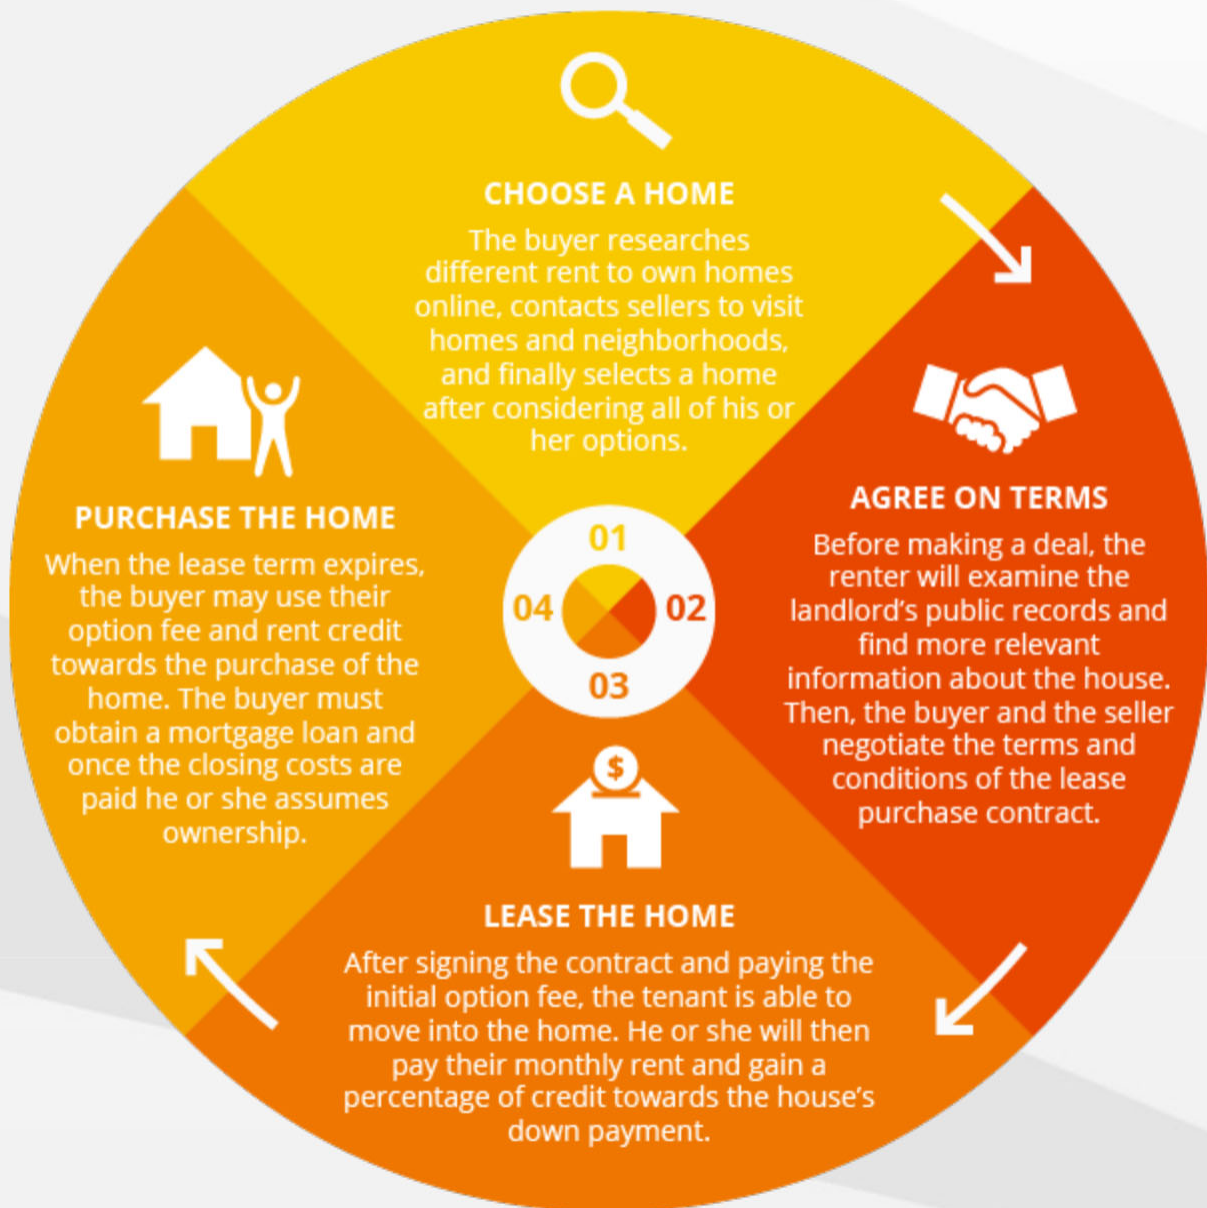 CHOOSE A HOME
The buyer researches
different rent to own homes
online, contacts sellers to visit
homes and neighborhoods,
and finally selects a home
after considering all of his or
her options.
AGREE ON TERMS
Before making a deal, the
renter will examine the
landlord’s public records and
find more relevant
information about the house.
Then, the buyer and the seller
negotiate the terms and
conditions of the lease
purchase contract.
LEASE THE HOME
After signing the contract and paying the
initial option fee, the tenant is able to
move into the home. He or she will then
pay their monthly rent and gain a
percentage of credit towards the house’s
down payment.
PURCHASE THE HOME
When the lease term expires,
the buyer may use their
option fee and rent credit
towards the purchase of the
home. The buyer must
obtain a mortgage loan and
once the closing costs are
paid he or she assumes
ownership.
01
02
03
04
$